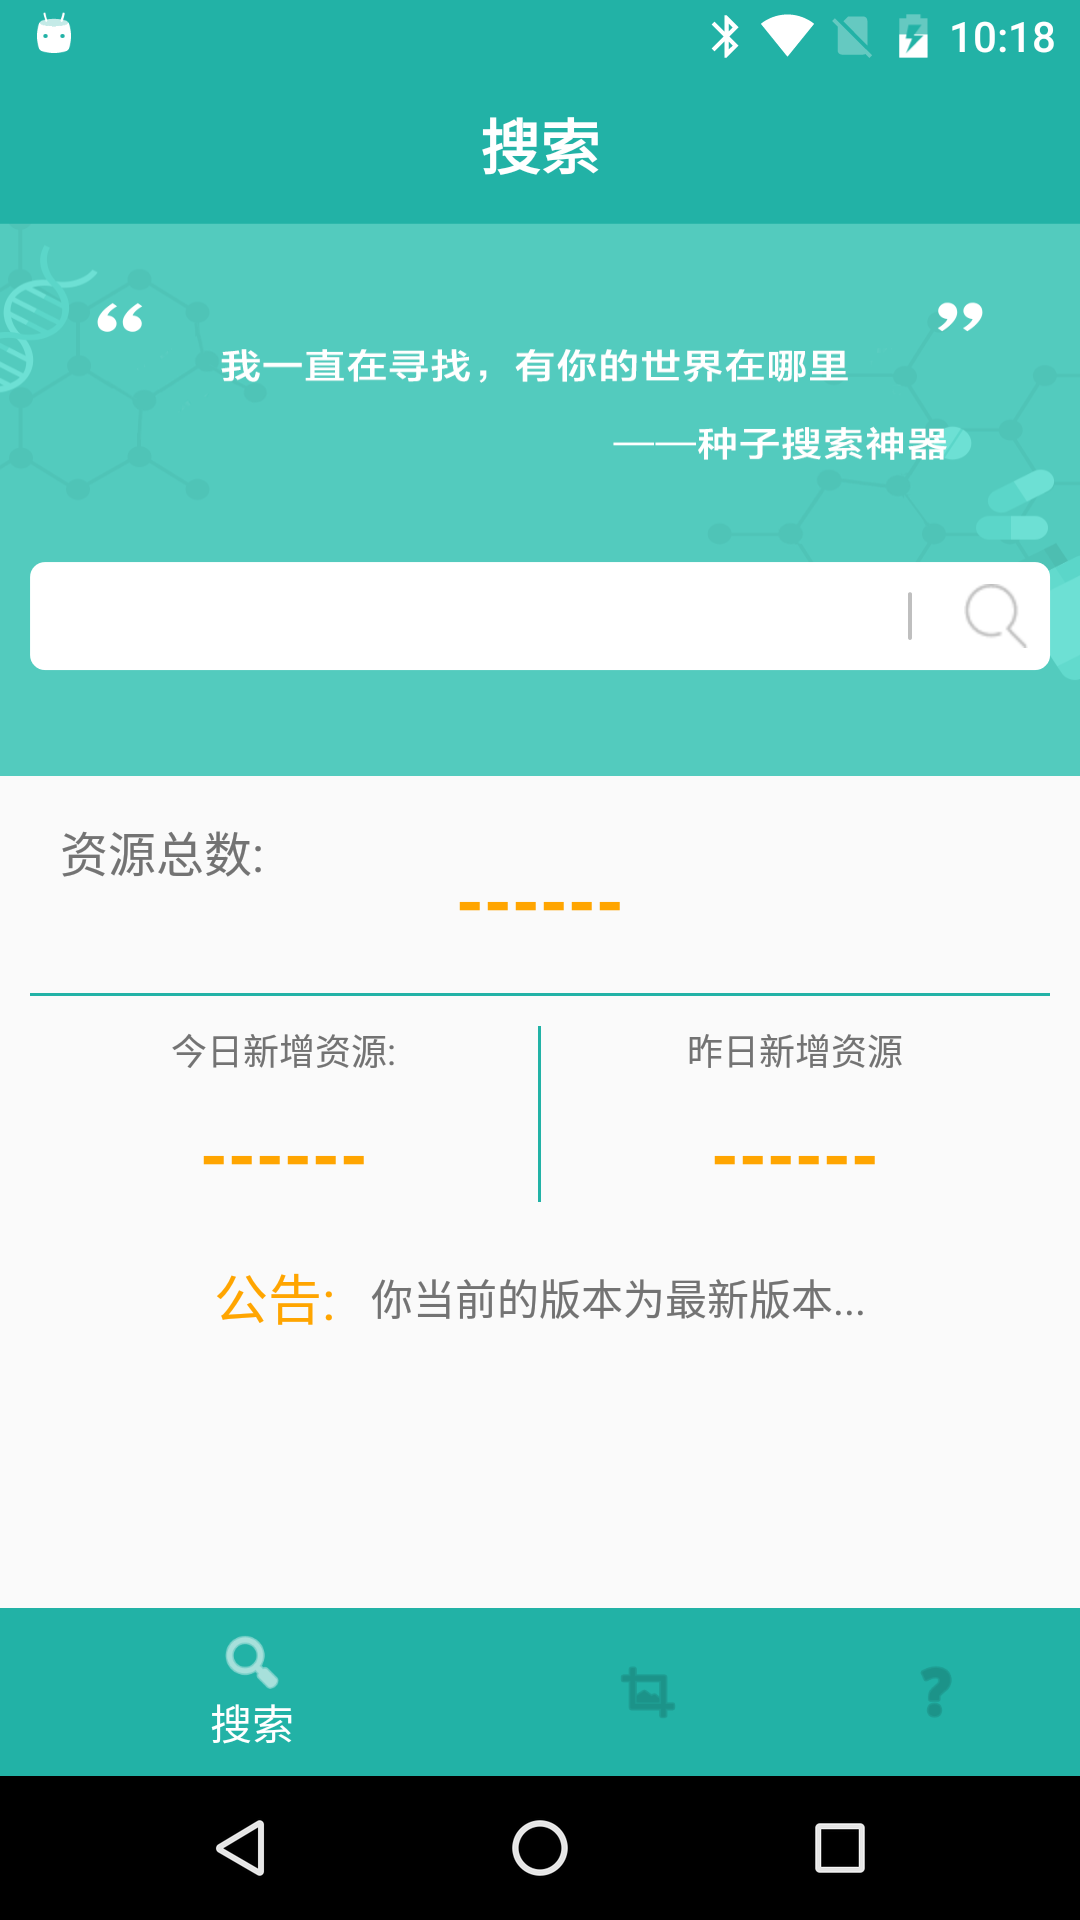 10:18
搜索
“ ”
我一直在寻找，有你的世界在哪里
——种子搜索神器
资源总数:
------
今日新增资源:
昨日新增资源
------
------
公告:
你当前的版本为最新版本...
搜索